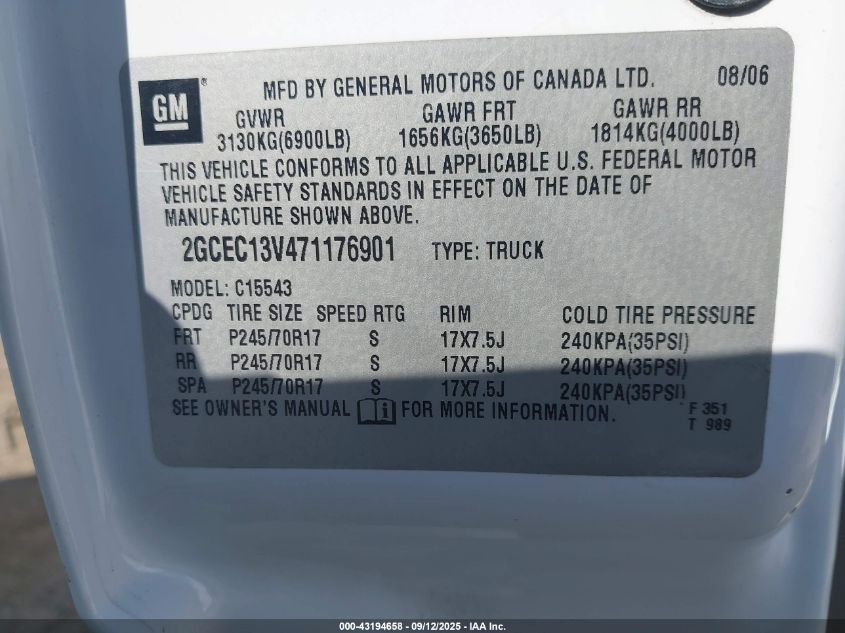 MFD BY GENERAL MOTORS OF CANADA LTD. 08/06
GM®
GVWR GAWR FRT GAWR RR
3130KG(6900LB) 1656KG(3650LB) 1814KG(4000LB)
THIS VEHICLE CONFORMS TO ALL APPLICABLE U.S. FEDERAL MOTOR
VEHICLE SAFETY STANDARDS IN EFFECT ON THE DATE OF
MANUFACTURE SHOWN ABOVE.
2GCEC13V471176901 TYPE: TRUCK
MODEL: C15543
CPDG TIRE SIZE SPEED RTG RIM COLD TIRE PRESSURE
FRT P245/70R17 S 17X7.5J 240KPA(35PSI)
RR P245/70R17 S 17X7.5J 240KPA(35PSI)
SPA P245/70R17 S 17X7.5J 240KPA(35PSI)
SEE OWNER'S MANUAL i FOR MORE INFORMATION.
F 351
T 989
000-43194658 - 09/12/2025 - IAA Inc.